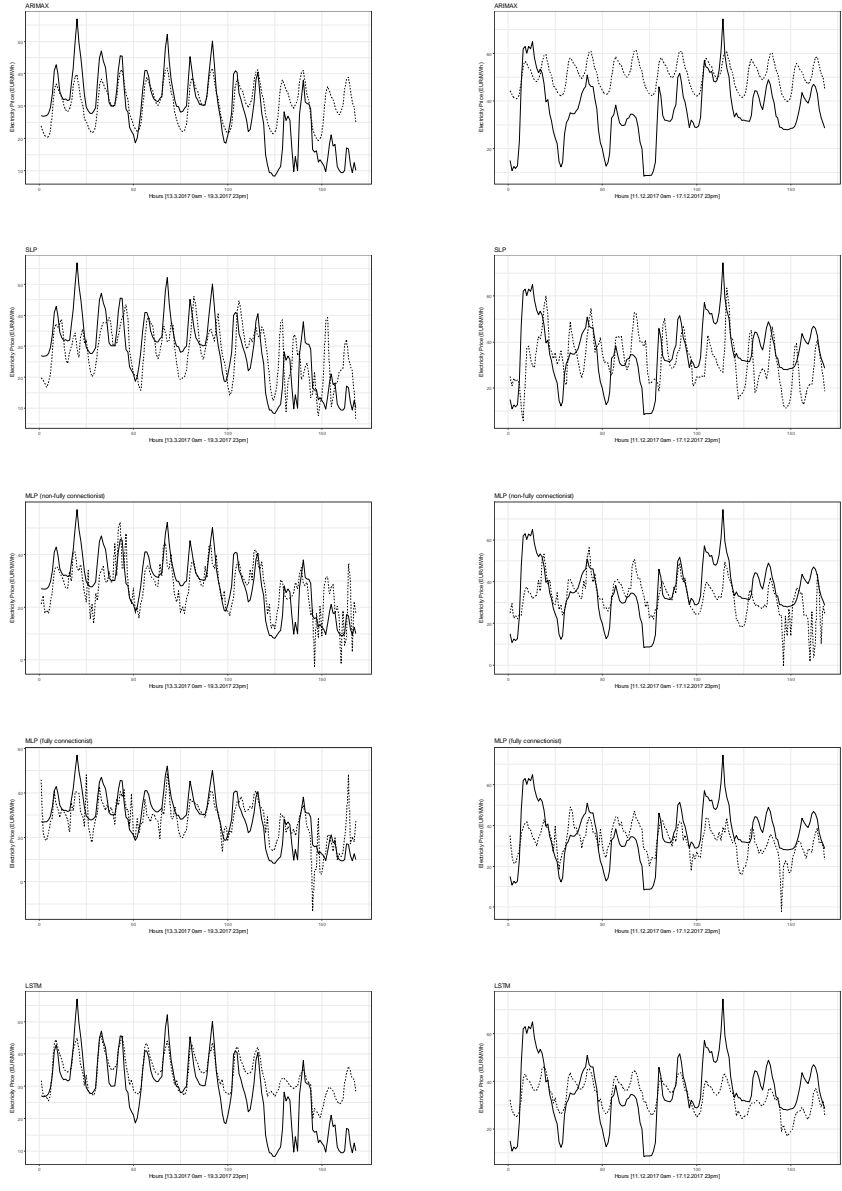 ARIMAX
Electricity Price (EUR/MWh)
Hours [13.3.2017 0am - 19.3.2017 23pm]
ARIMAX
Electricity Price (EUR/MWh)
Hours [11.12.2017 0am - 17.12.2017 23pm]
SLP
Electricity Price (EUR/MWh)
Hours [13.3.2017 0am - 19.3.2017 23pm]
SLP
Electricity Price (EUR/MWh)
Hours [11.12.2017 0am - 17.12.2017 23pm]
MLP (non-fully connectionist)
Electricity Price (EUR/MWh)
Hours [13.3.2017 0am - 19.3.2017 23pm]
MLP (non-fully connectionist)
Electricity Price (EUR/MWh)
Hours [11.12.2017 0am - 17.12.2017 23pm]
MLP (fully connectionist)
Electricity Price (EUR/MWh)
Hours [13.3.2017 0am - 19.3.2017 23pm]
MLP (fully connectionist)
Electricity Price (EUR/MWh)
Hours [11.12.2017 0am - 17.12.2017 23pm]
LSTM
Electricity Price (EUR/MWh)
Hours [13.3.2017 0am - 19.3.2017 23pm]
LSTM
Electricity Price (EUR/MWh)
Hours [11.12.2017 0am - 17.12.2017 23pm]